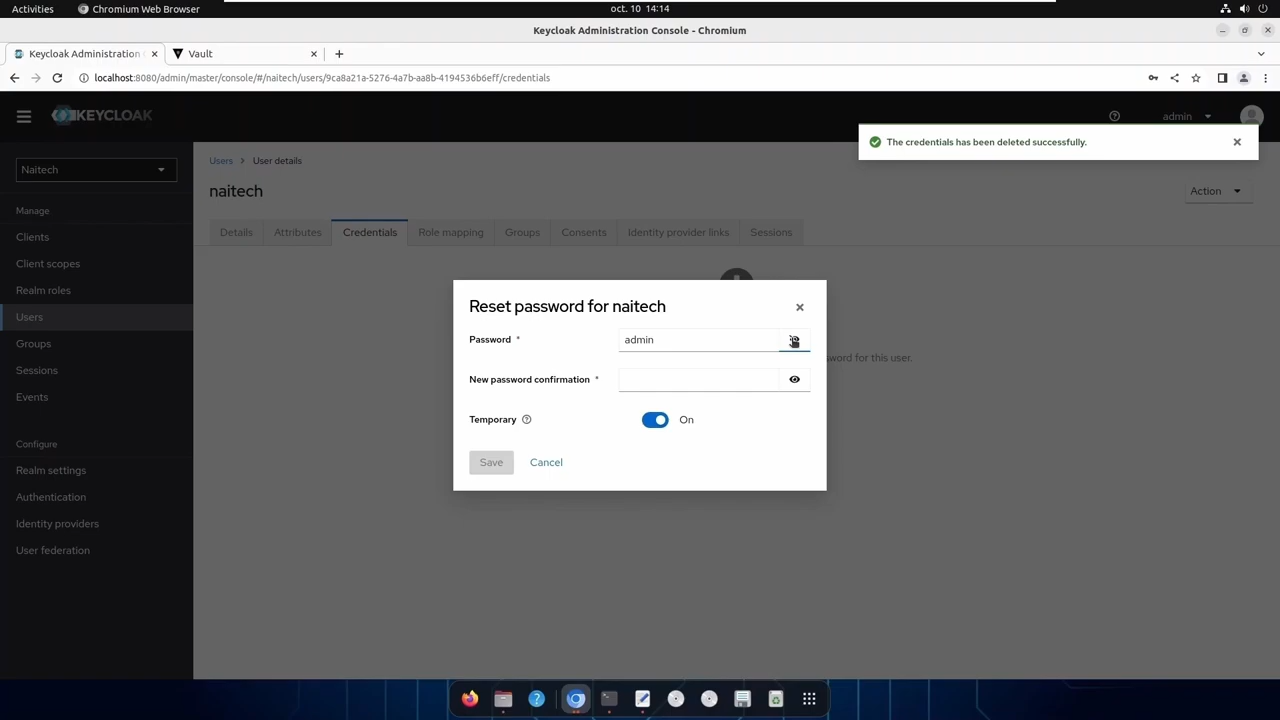 Activities
Chromium Web Browser
oct. 10 14:14
Keycloak Administration Console - Chromium
Keycloak Administration
Vault
localhost:8080/admin/master/console/#/naitech/users/9ca8a21a-5276-4a7b-aa8b-4194536b6eff/credentials
KEYCLOAK
admin
The credentials has been deleted successfully.
Naitech
Manage
Clients
Client scopes
Realm roles
Users
Groups
Sessions
Events
Configure
Realm settings
Authentication
Identity providers
User federation
Users
User details
naitech
Action
Details
Attributes
Credentials
Role mapping
Groups
Consents
Identity provider links
Sessions
word for this user.
Reset password for naitech
Password *
admin
New password confirmation *
Temporary
On
Save
Cancel